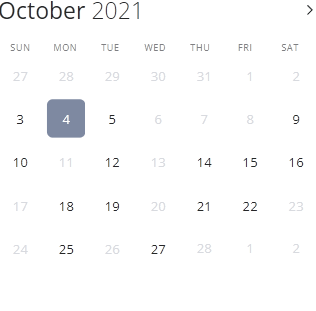 October 2021
SUN MON TUE WED THU FRI SAT
27 28 29 30 31 1 2
3 4 5 6 7 8 9
10 11 12 13 14 15 16
17 18 19 20 21 22 23
24 25 26 27 28 1 2